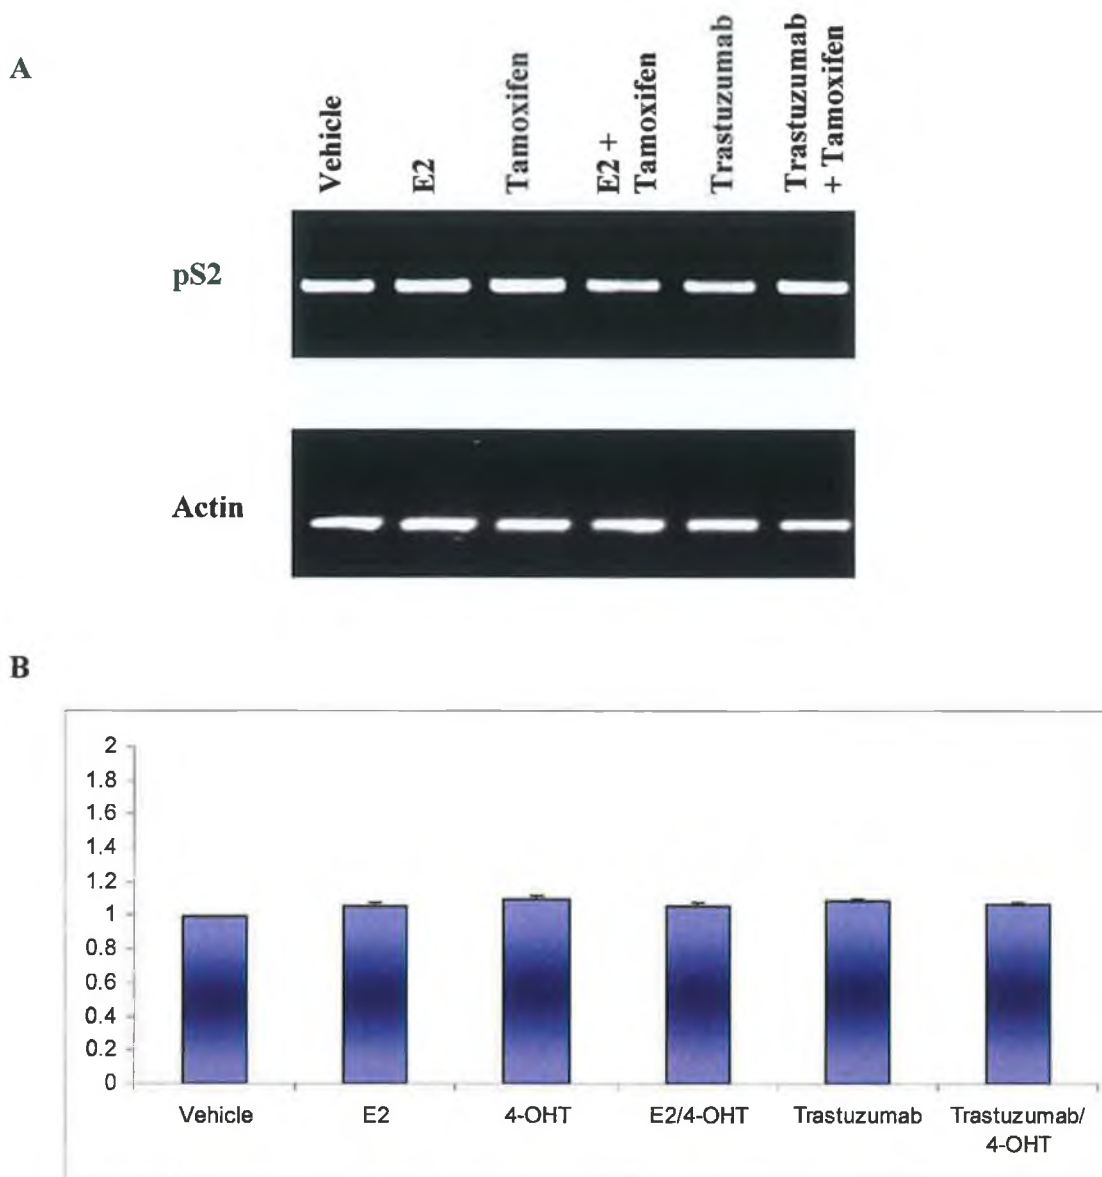 A
Vehicle
E2
Tamoxifen
E2 +
Tamoxifen
Trastuzumab
Trastuzumab
+ Tamoxifen
pS2
Actin
B
2
1.8
1.6
1.4
1.2
1
0.8
0.6
0.4
0.2
0
Vehicle
E2
4-OHT
E2/4-OHT
Trastuzumab
Trastuzumab/
4-OHT